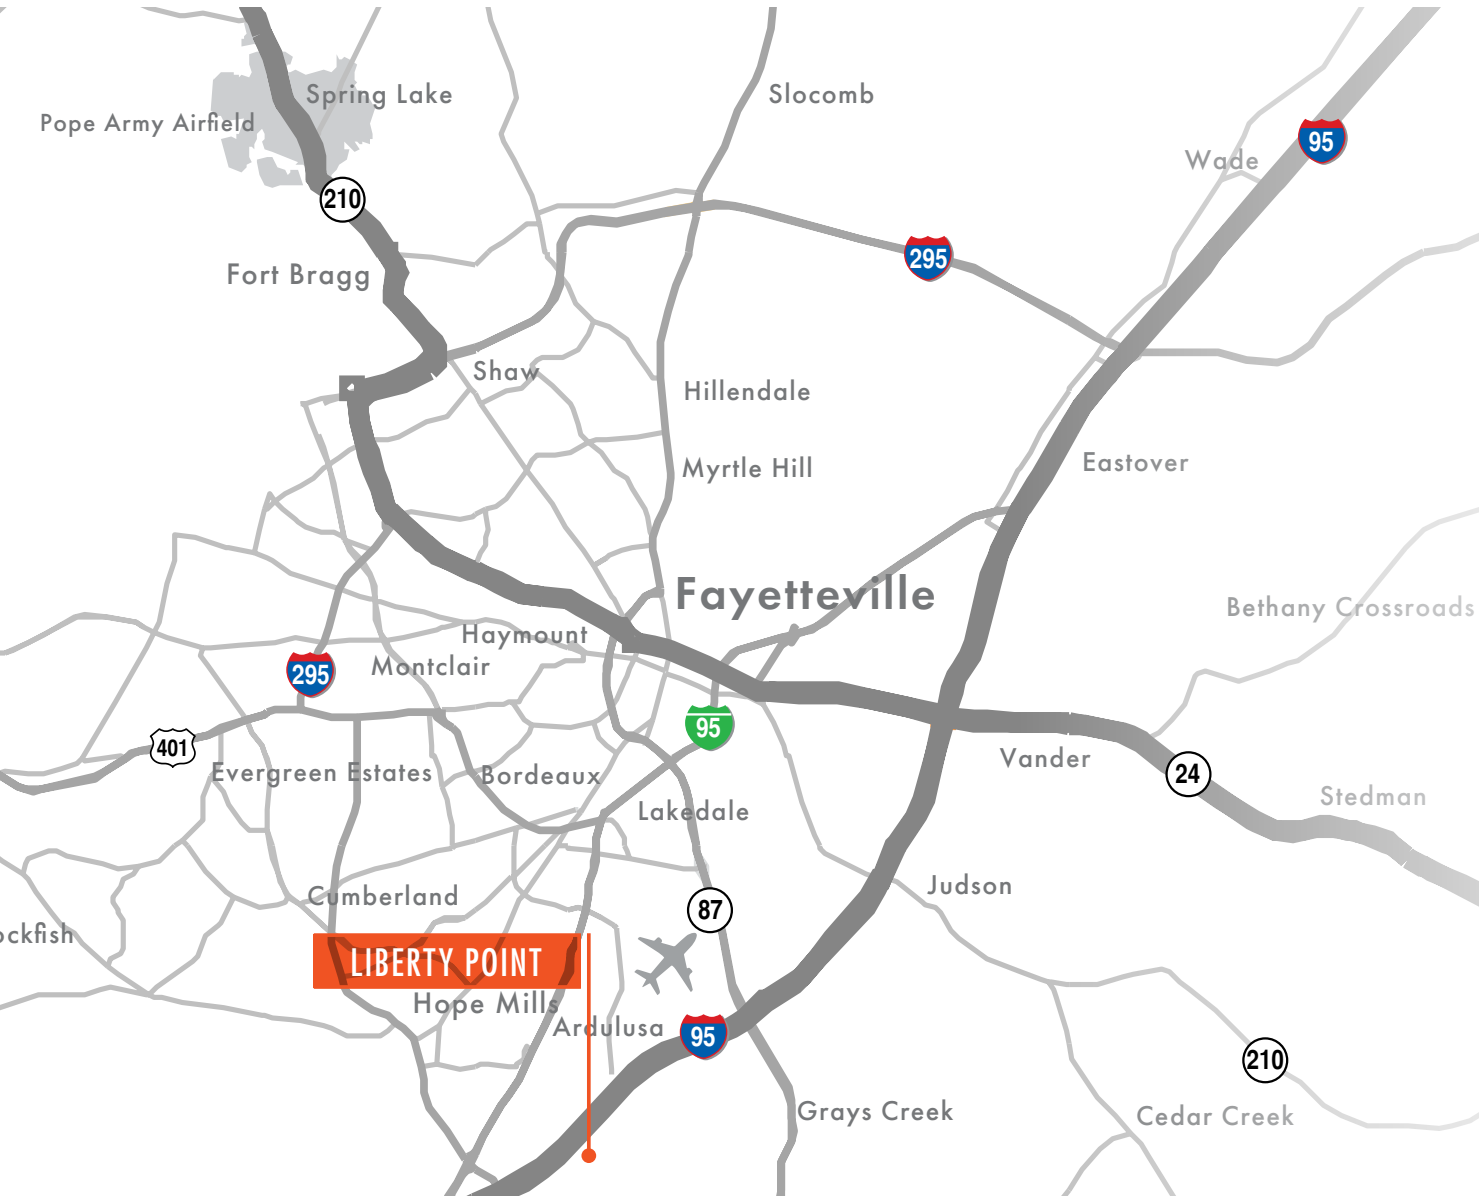 Spring Lake
Slocomb
Pope Army Airfield
95
Wade
210
295
Fort Bragg
Shaw
Hillendale
Myrtle Hill
Eastover
Fayetteville
Bethany Crossroads
Haymount
Montclair
295
95
401
Vander
24
Evergreen Estates
Bordeaux
Stedman
Lakedale
Judson
Cumberland
87
ockfish
LIBERTY POINT
Hope Mills
Ardulusa
95
210
Grays Creek
Cedar Creek